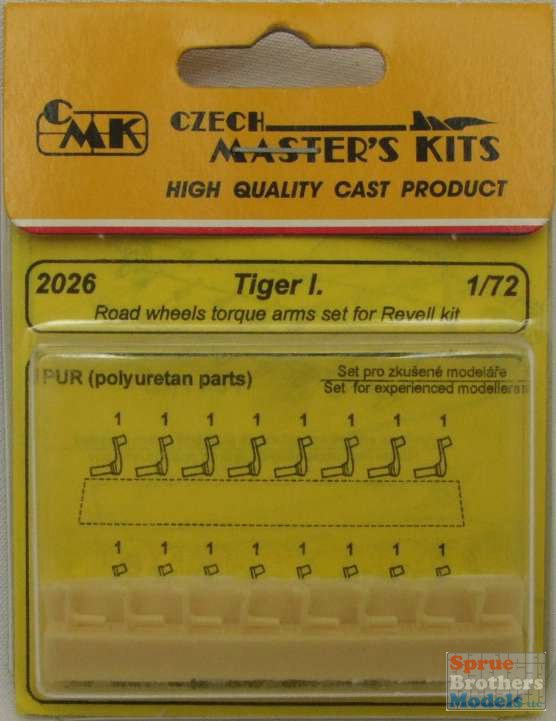 CMK
CZECH
MASTER'S KITS
HIGH QUALITY CAST PRODUCT
2026 Tiger I. 1/72
Road wheels torque arms set for Revell kit
PUR (polyuretan parts)
Set pro zkušené modeláře
Set for experienced modellers
1 1 1 1 1 1 1 1
1 1 1 1 1 1 1 1
Sprue
Brothers
Models LLC